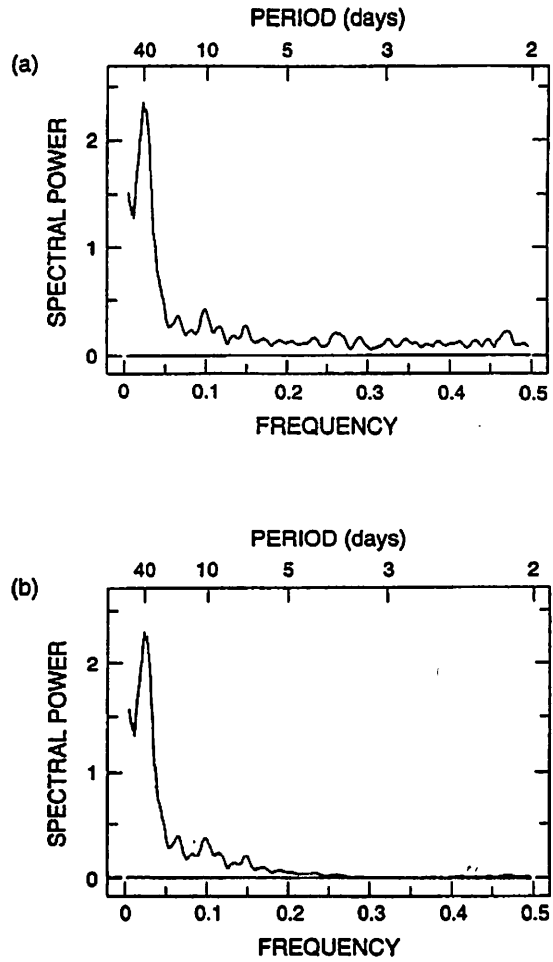 PERIOD (days)
40 10 5 3 2
(a)
SPECTRAL POWER
2
1
0
0 0.1 0.2 0.3 0.4 0.5
FREQUENCY
PERIOD (days)
40 10 5 3 2
(b)
SPECTRAL POWER
2
1
0
0 0.1 0.2 0.3 0.4 0.5
FREQUENCY